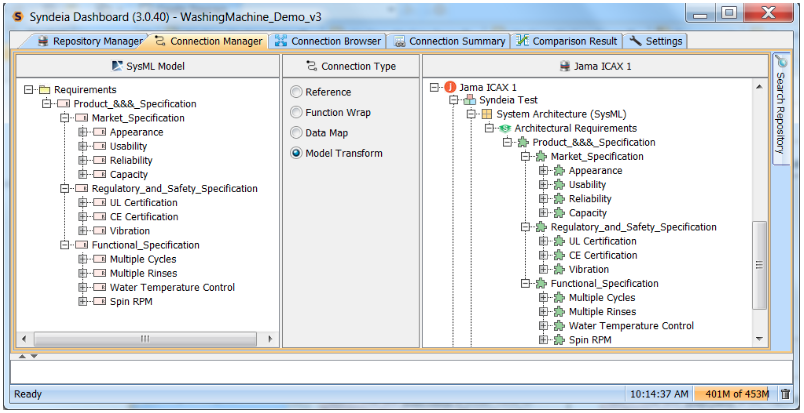 Syndeia Dashboard (3.0.40) - WashingMachine_Demo_v3
Repository Manager
Connection Manager
Connection Browser
Connection Summary
Comparison Result
Settings
SysML Model
Requirements
Product_&&&_Specification
Market_Specification
Appearance
Usability
Reliability
Capacity
Regulatory_and_Safety_Specification
UL Certification
CE Certification
Vibration
Functional_Specification
Multiple Cycles
Multiple Rinses
Water Temperature Control
Spin RPM
Connection Type
Reference
Function Wrap
Data Map
Model Transform
Jama ICAX 1
Jama ICAX 1
Syndeia Test
System Architecture (SysML)
Architectural Requirements
Product_&&&_Specification
Market_Specification
Appearance
Usability
Reliability
Capacity
Regulatory_and_Safety_Specification
UL Certification
CE Certification
Vibration
Functional_Specification
Multiple Cycles
Multiple Rinses
Water Temperature Control
Spin RPM
Search Repository
Ready
10:14:37 AM
401M of 453M